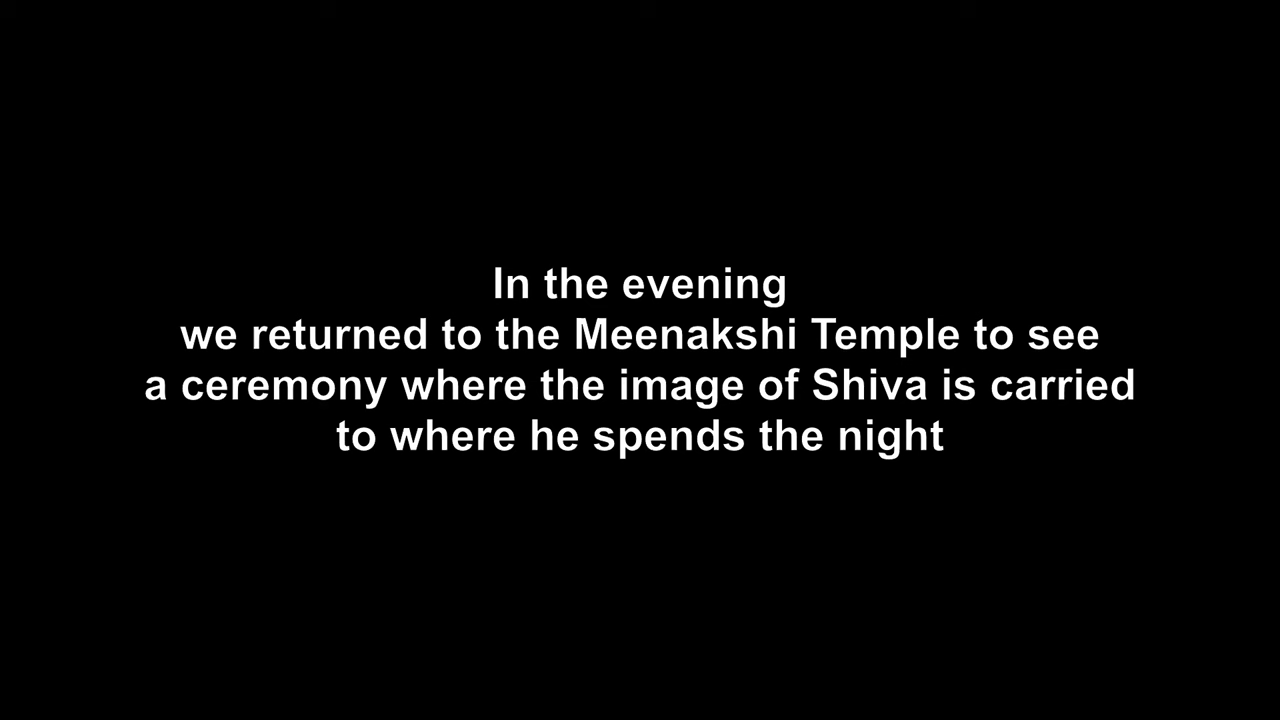 In the evening
we returned to the Meenakshi Temple to see
a ceremony where the image of Shiva is carried
to where he spends the night